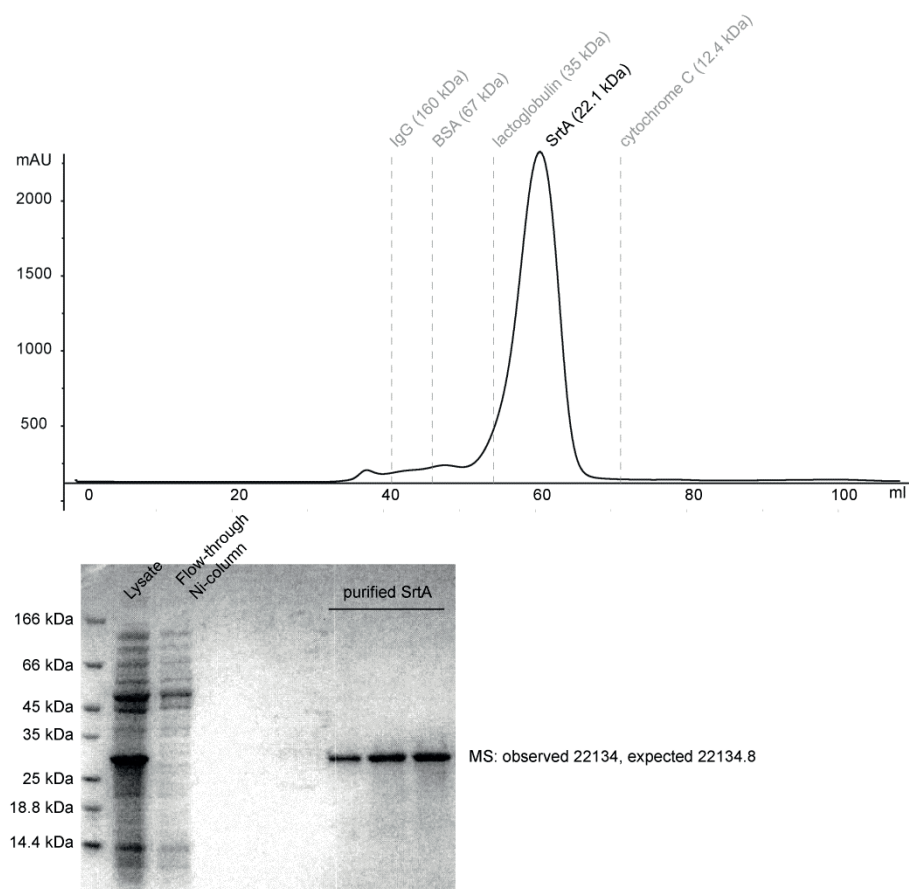 IgG (160 kDa)
BSA (67 kDa)
lactoglobulin (35 kDa)
SrtA (22.1 kDa)
cytochrome C (12.4 kDa)
mAU
2000
1500
1000
500
0
20
40
60
80
100
ml
Lysate
Flow-through
Ni-column
purified SrtA
166 kDa
66 kDa
45 kDa
35 kDa
25 kDa
18.8 kDa
14.4 kDa
MS: observed 22134, expected 22134.8